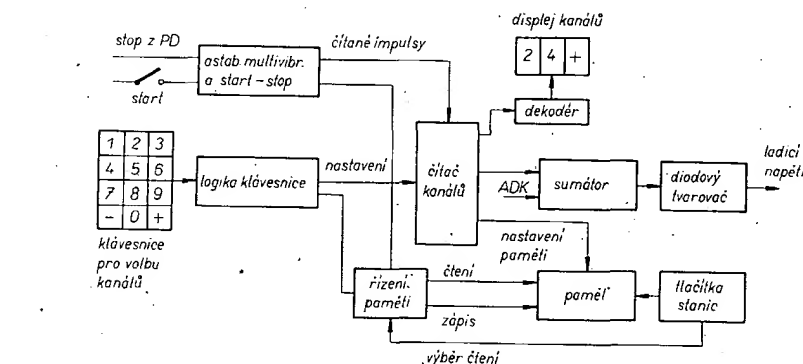 displej kanálů
2 4 +
stop z PD
čítané impulsy
astab. multivibr.
a start – stop
start
dekodér
1 2 3
4 5 6
7 8 9
- 0 +
logika klávesnice
nastavení
čítač
kanálů
ADK
sumátor
diodový
tvarovač
ladicí
napětí
klávesnice
pro volbu
kanálů
nastavení
paměti
řízení
paměti
čtení
zápis
paměť
tlačítka
stanic
výběr čtení